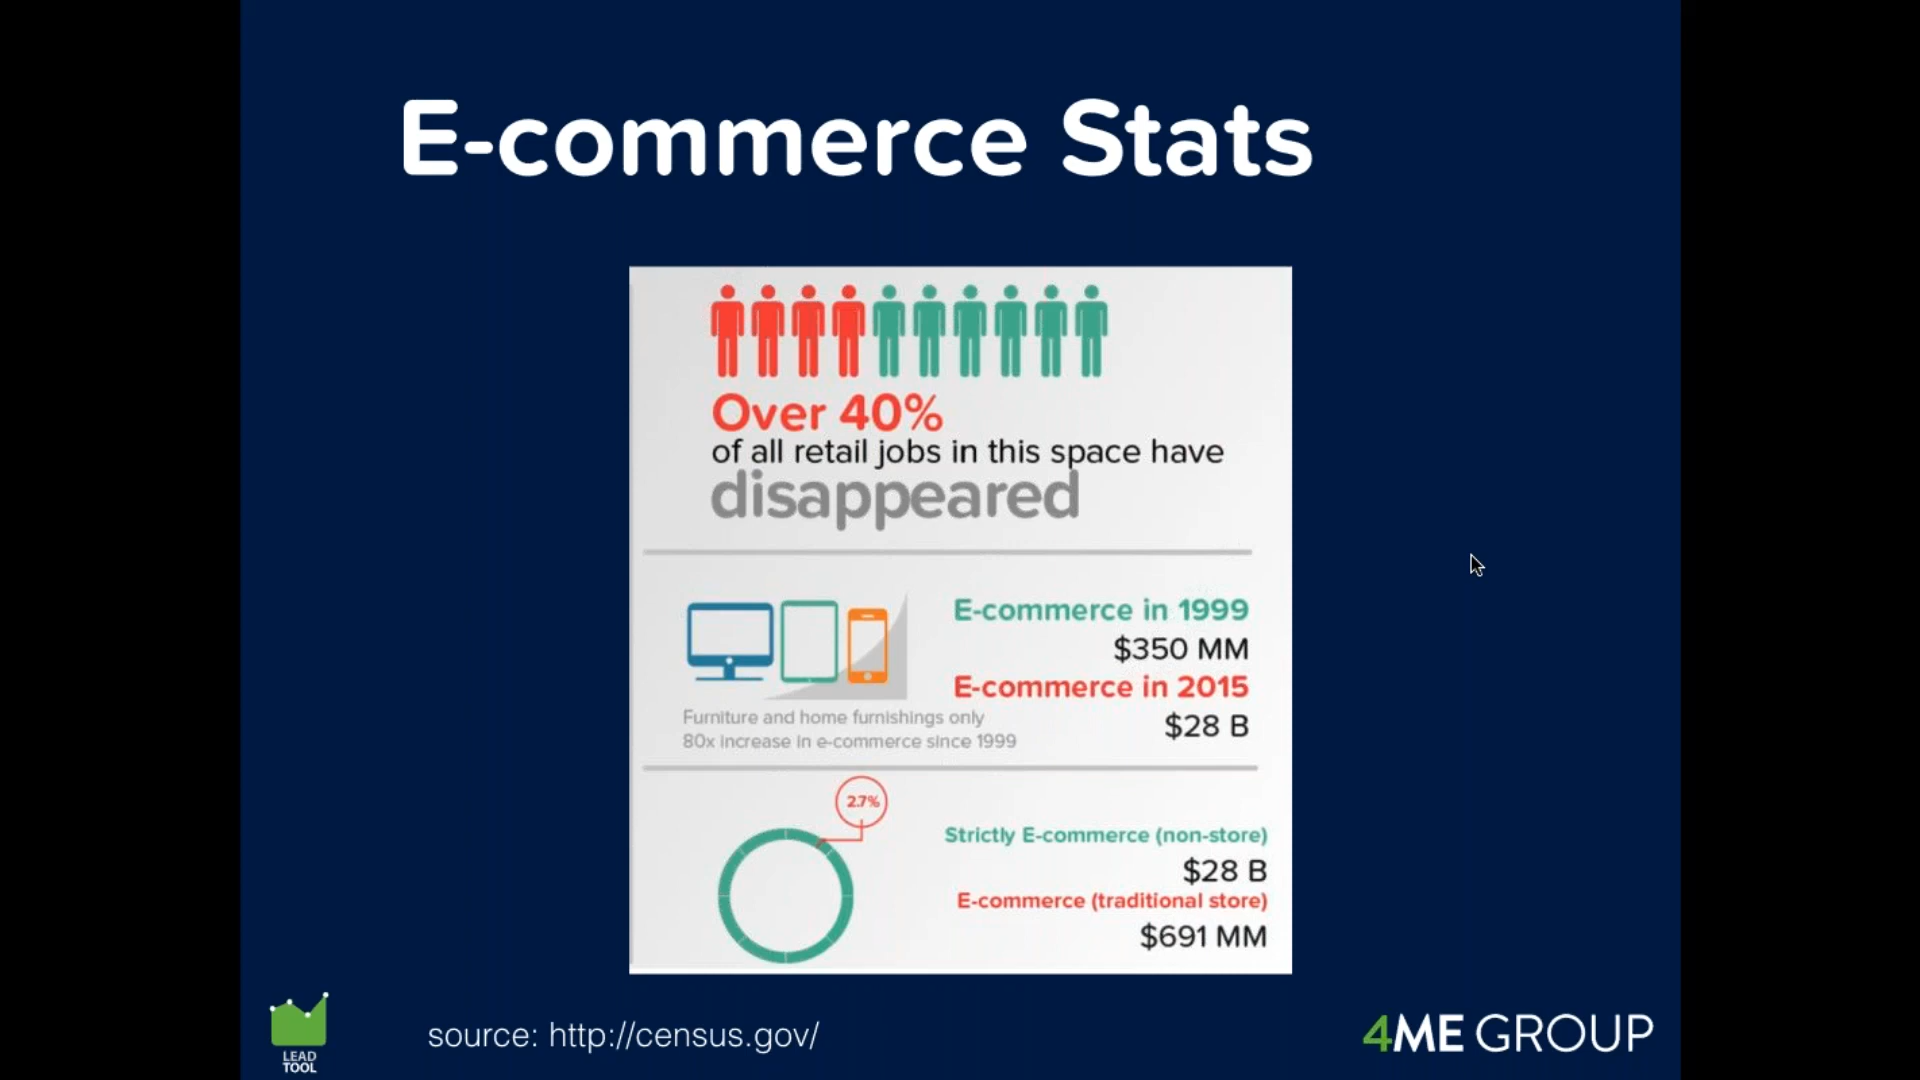 E-commerce Stats
Over 40%
of all retail jobs in this space have
disappeared
E-commerce in 1999
$350 MM
E-commerce in 2015
$28 B
Furniture and home furnishings only
80x increase in e-commerce since 1999
2.7%
Strictly E-commerce (non-store)
$28 B
E-commerce (traditional store)
$691 MM
LEAD
TOOL
source: http://census.gov/
4ME GROUP